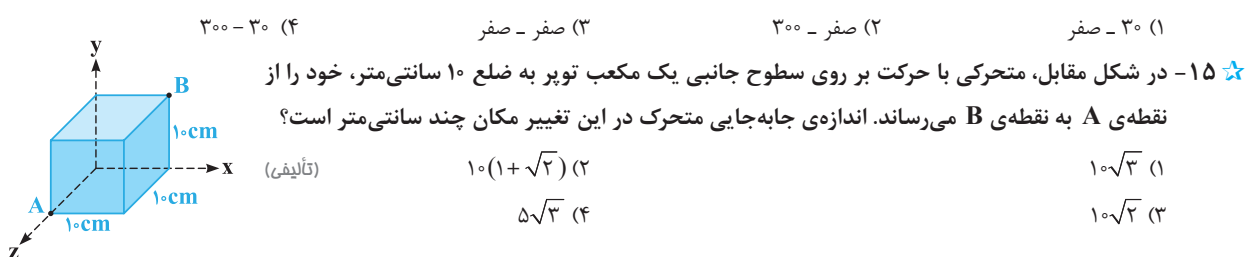 ۱) ۳۰ ـ صفر ۲) صفر ـ ۳۰۰ ۳) صفر ـ صفر ۴) ۳۰ – ۳۰۰
۱۵- در شکل مقابل، متحرکی با حرکت بر روی سطوح جانبی یک مکعب توپر به ضلع ۱۰ سانتی‌متر، خود را از
نقطه‌ی A به نقطه‌ی B می‌رساند. اندازه‌ی جابه‌جایی متحرک در این تغییر مکان چند سانتی‌متر است؟
۱) ۱۰√۳ ۲) ۱۰(۱+√۲) (تألیفی)
۳) ۱۰√۲ ۴) ۵√۳
y
B
۱۰cm
x
۱۰cm
A
۱۰cm
z